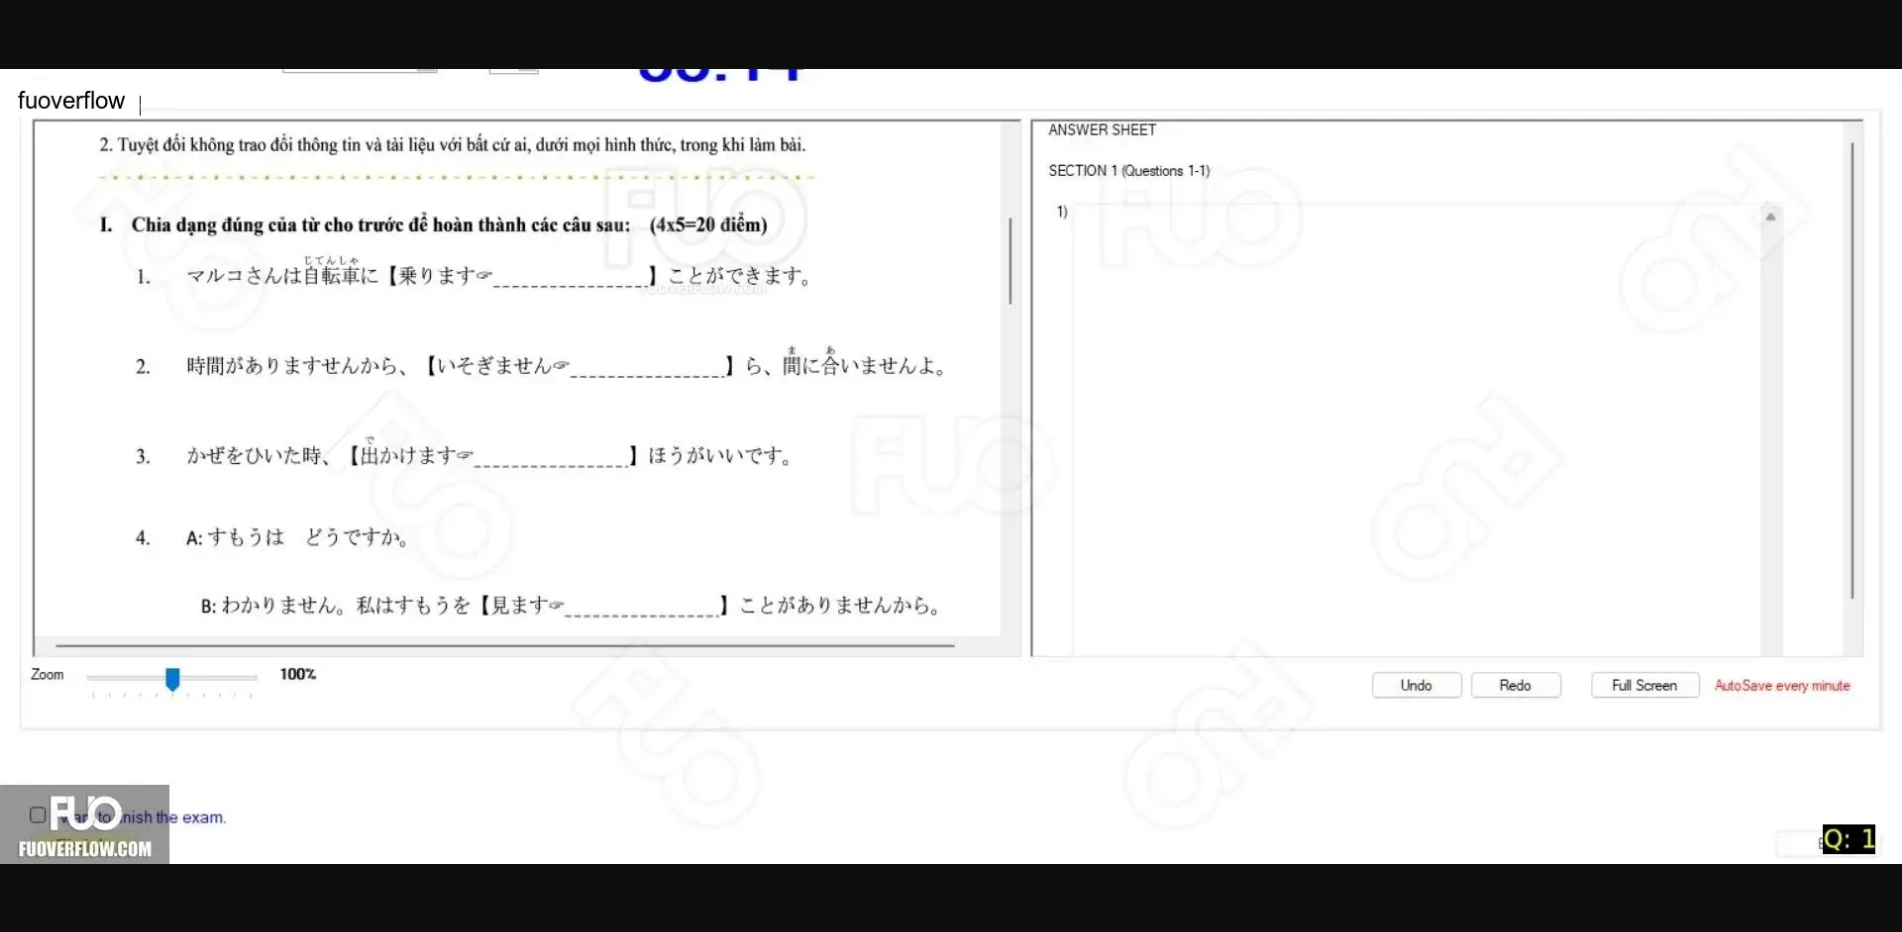 fuoverflow
2. Tuyệt đối không trao đổi thông tin và tài liệu với bất cứ ai, dưới mọi hình thức, trong khi làm bài.
I. Chia dạng đúng của từ cho trước để hoàn thành các câu sau: (4x5=20 điểm)
じてんしゃ
1. マルコさんは自転車に【乗ります☞________________】ことができます。
ま あ
2. 時間がありますせんから、【いそぎません☞________________】ら、間に合いませんよ。
で
3. かぜをひいた時、【出かけます☞________________】ほうがいいです。
4. A: すもうは どうですか。
B: わかりません。私はすもうを【見ます☞________________】ことがありませんから。
ANSWER SHEET
SECTION 1 (Questions 1-1)
1)
Zoom 100%
Undo Redo Full Screen AutoSave every minute
FUO
the exam.
FUOVERFLOW.COM
Q: 1
FUO